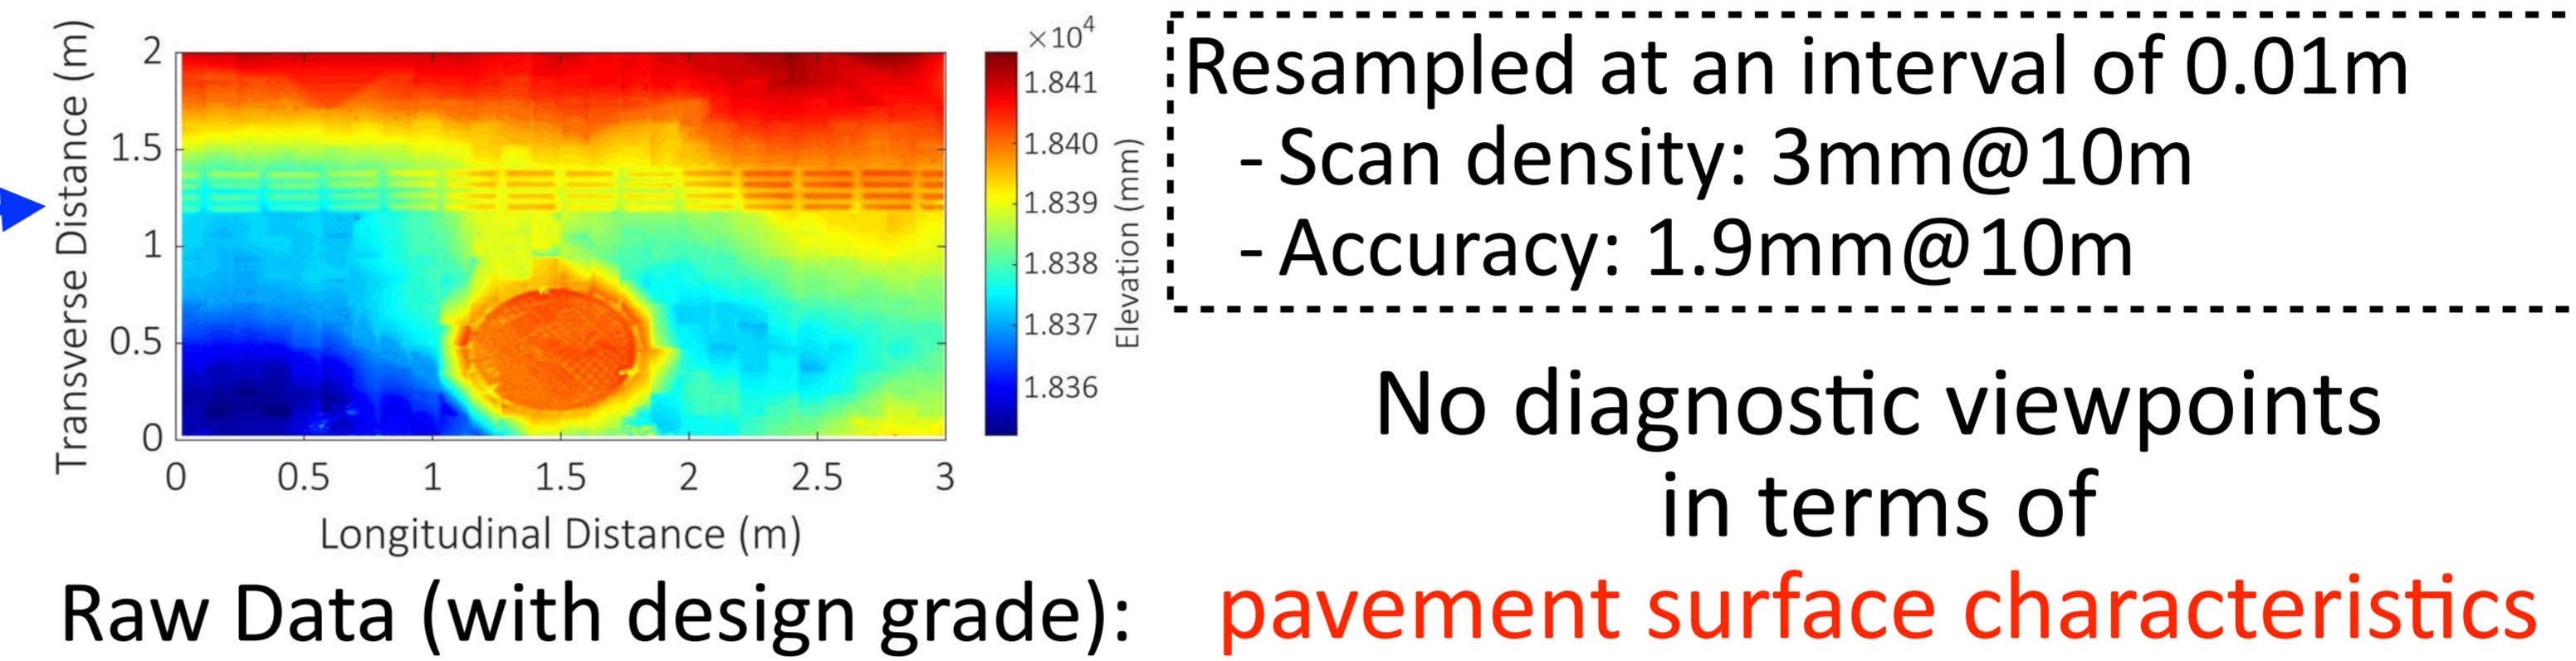 ×10⁴
Transverse Distance (m)
2
1.5
1
0.5
0
0 0.5 1 1.5 2 2.5 3
Longitudinal Distance (m)
1.841
1.840
1.839
1.838
1.837
1.836
Elevation (mm)
Raw Data (with design grade):
Resampled at an interval of 0.01m
- Scan density: 3mm@10m
- Accuracy: 1.9mm@10m
No diagnostic viewpoints
in terms of
pavement surface characteristics